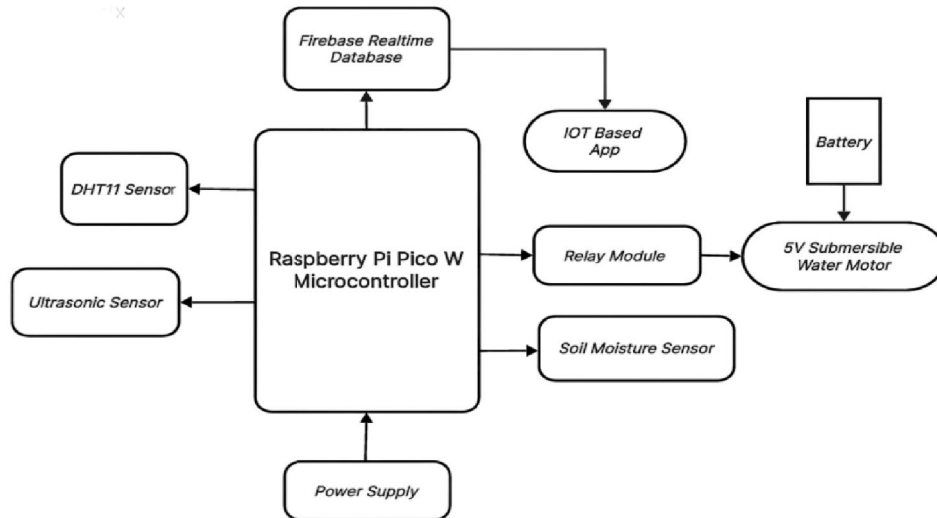 Firebase Realtime
Database
IOT Based
App
Battery
DHT11 Sensor
Raspberry Pi Pico W
Microcontroller
Relay Module
5V Submersible
Water Motor
Ultrasonic Sensor
Soil Moisture Sensor
Power Supply